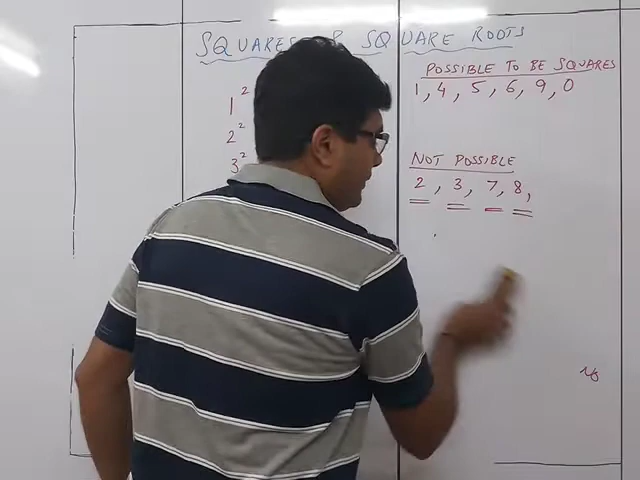 SQUARES & SQUARE ROOTS
1²
2²
3²
POSSIBLE TO BE SQUARES
1, 4, 5, 6, 9, 0
NOT POSSIBLE
2, 3, 7, 8,